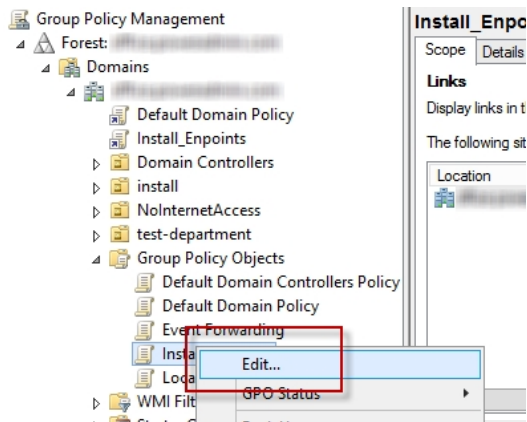 Group Policy Management
Forest:
Domains
Default Domain Policy
Install_Enpoints
Domain Controllers
install
NoInternetAccess
test-department
Group Policy Objects
Default Domain Controllers Policy
Default Domain Policy
Event Forwarding
Insta
Loca
WMI Filt
Edit...
GPO Status
Install_Enpo
Scope Details
Links
Display links in t
The following sit
Location